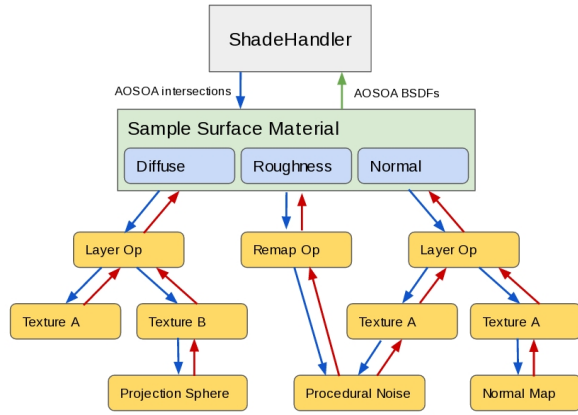 ShadeHandler
AOSOA intersections
AOSOA BSDFs
Sample Surface Material
Diffuse
Roughness
Normal
Layer Op
Remap Op
Layer Op
Texture A
Texture B
Texture A
Texture A
Projection Sphere
Procedural Noise
Normal Map